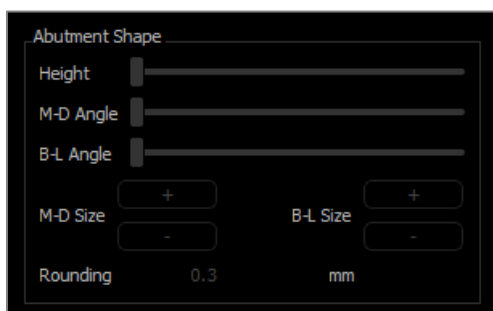 Abutment Shape
Height
M-D Angle
B-L Angle
+ +
M-D Size B-L Size
- -
Rounding 0.3 mm